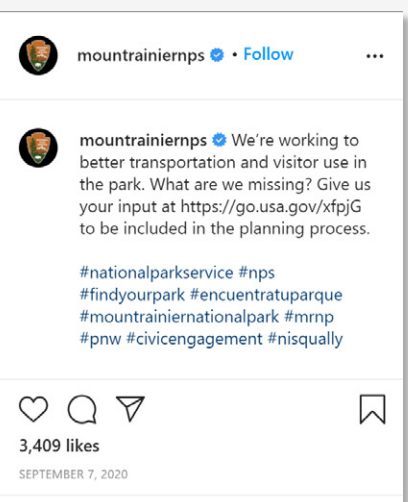 mountrainiernps • Follow
mountrainiernps We're working to
better transportation and visitor use in
the park. What are we missing? Give us
your input at https://go.usa.gov/xfpjG
to be included in the planning process.
#nationalparkservice #nps
#findyourpark #encuentratuparque
#mountrainiernationalpark #mrnp
#pnw #civicengagement #nisqually
3,409 likes
SEPTEMBER 7, 2020